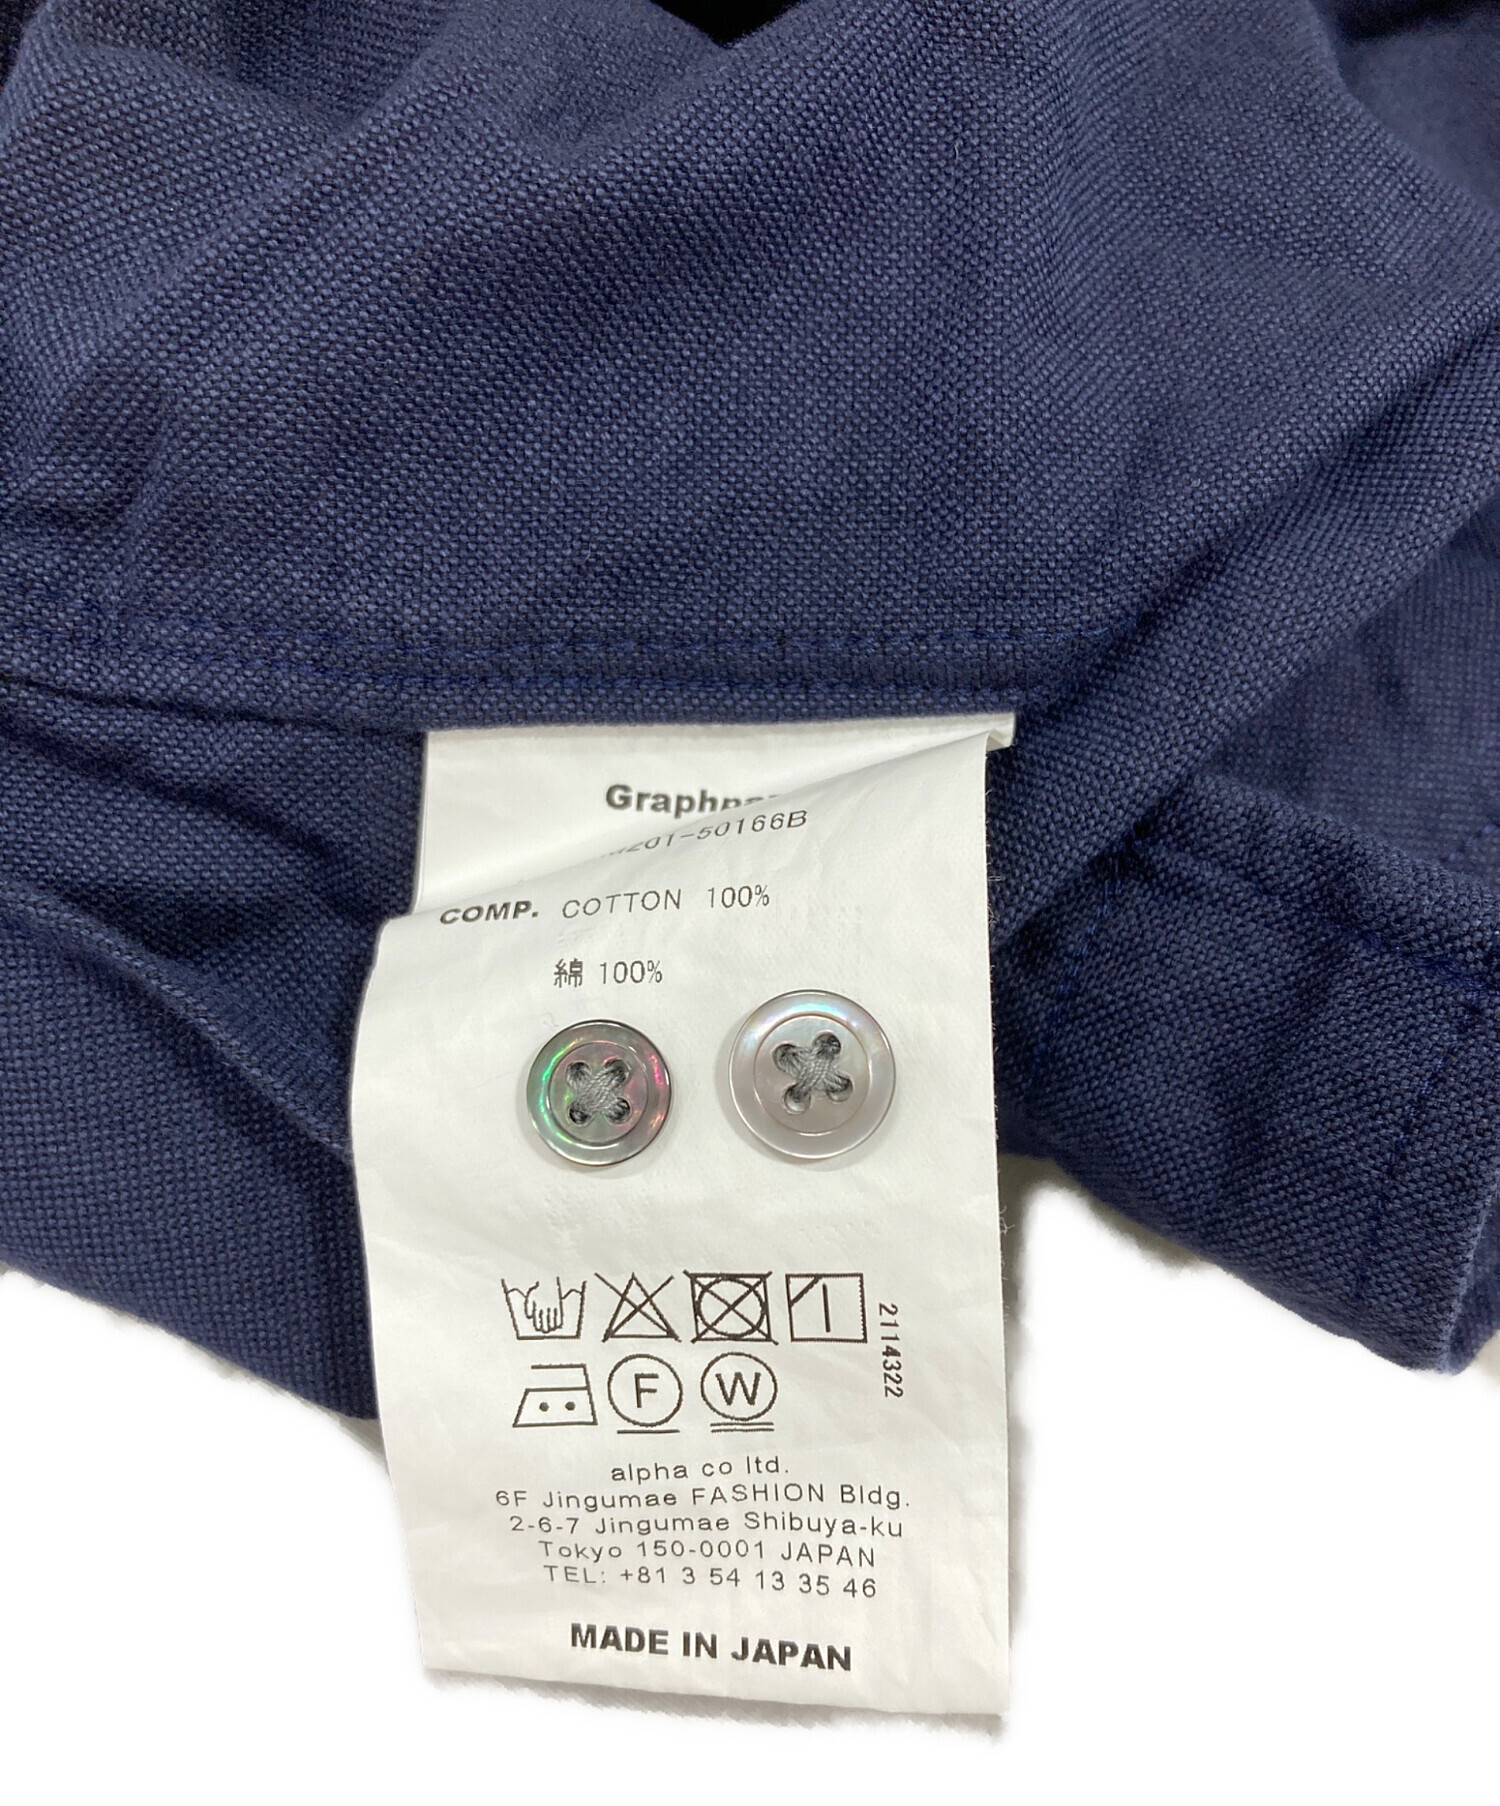 COMP. COTTON 100%
綿 100%
2114322
F W
alpha co ltd.
6F Jingumae FASHION Bldg.
2-6-7 Jingumae Shibuya-ku
Tokyo 150-0001 JAPAN
TEL: +81 3 54 13 35 46
MADE IN JAPAN